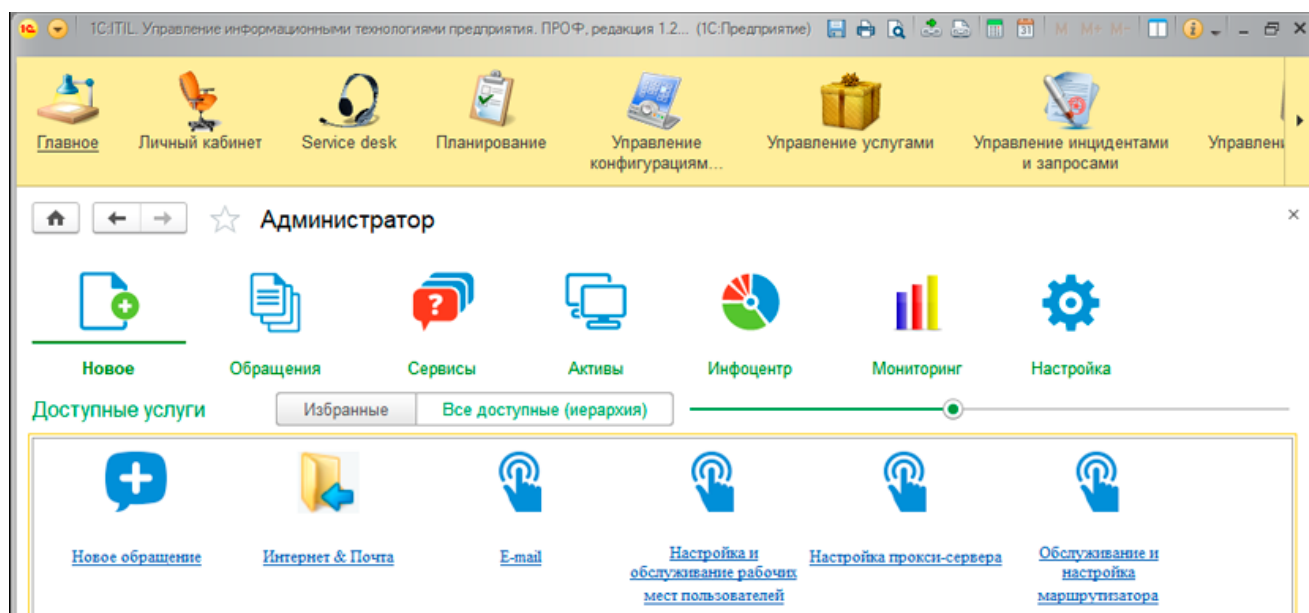 1С:ITIL. Управление информационными технологиями предприятия. ПРОФ, редакция 1.2... (1С:Предприятие) 31 M M+ M-
Главное Личный кабинет Service desk Планирование Управление Управление услугами Управление инцидентами Управлен
конфигурациям... и запросами
Администратор
Новое Обращения Сервисы Активы Инфоцентр Мониторинг Настройка
Доступные услуги Избранные Все доступные (иерархия)
Новое обращение Интернет & Почта E-mail Настройка и Настройка прокси-сервера Обслуживание и
обслуживание рабочих настройка
мест пользователей маршрутизатора